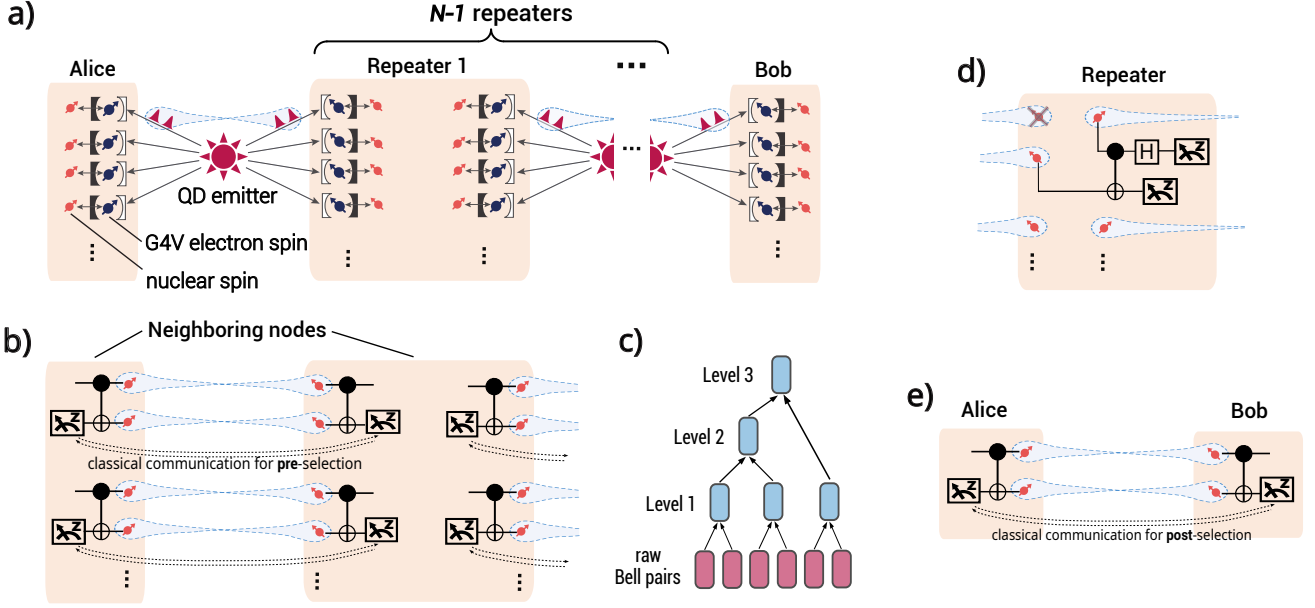 a)
N-1 repeaters
Alice
Repeater 1
...
Bob
...
QD emitter
G4V electron spin
nuclear spin
...
...
...
...
b)
Neighboring nodes
Z
Z
Z
classical communication for pre-selection
Z
Z
Z
...
...
...
c)
Level 3
Level 2
Level 1
raw
Bell pairs
d)
Repeater
H
Z
Z
...
...
e)
Alice
Bob
Z
Z
classical communication for post-selection